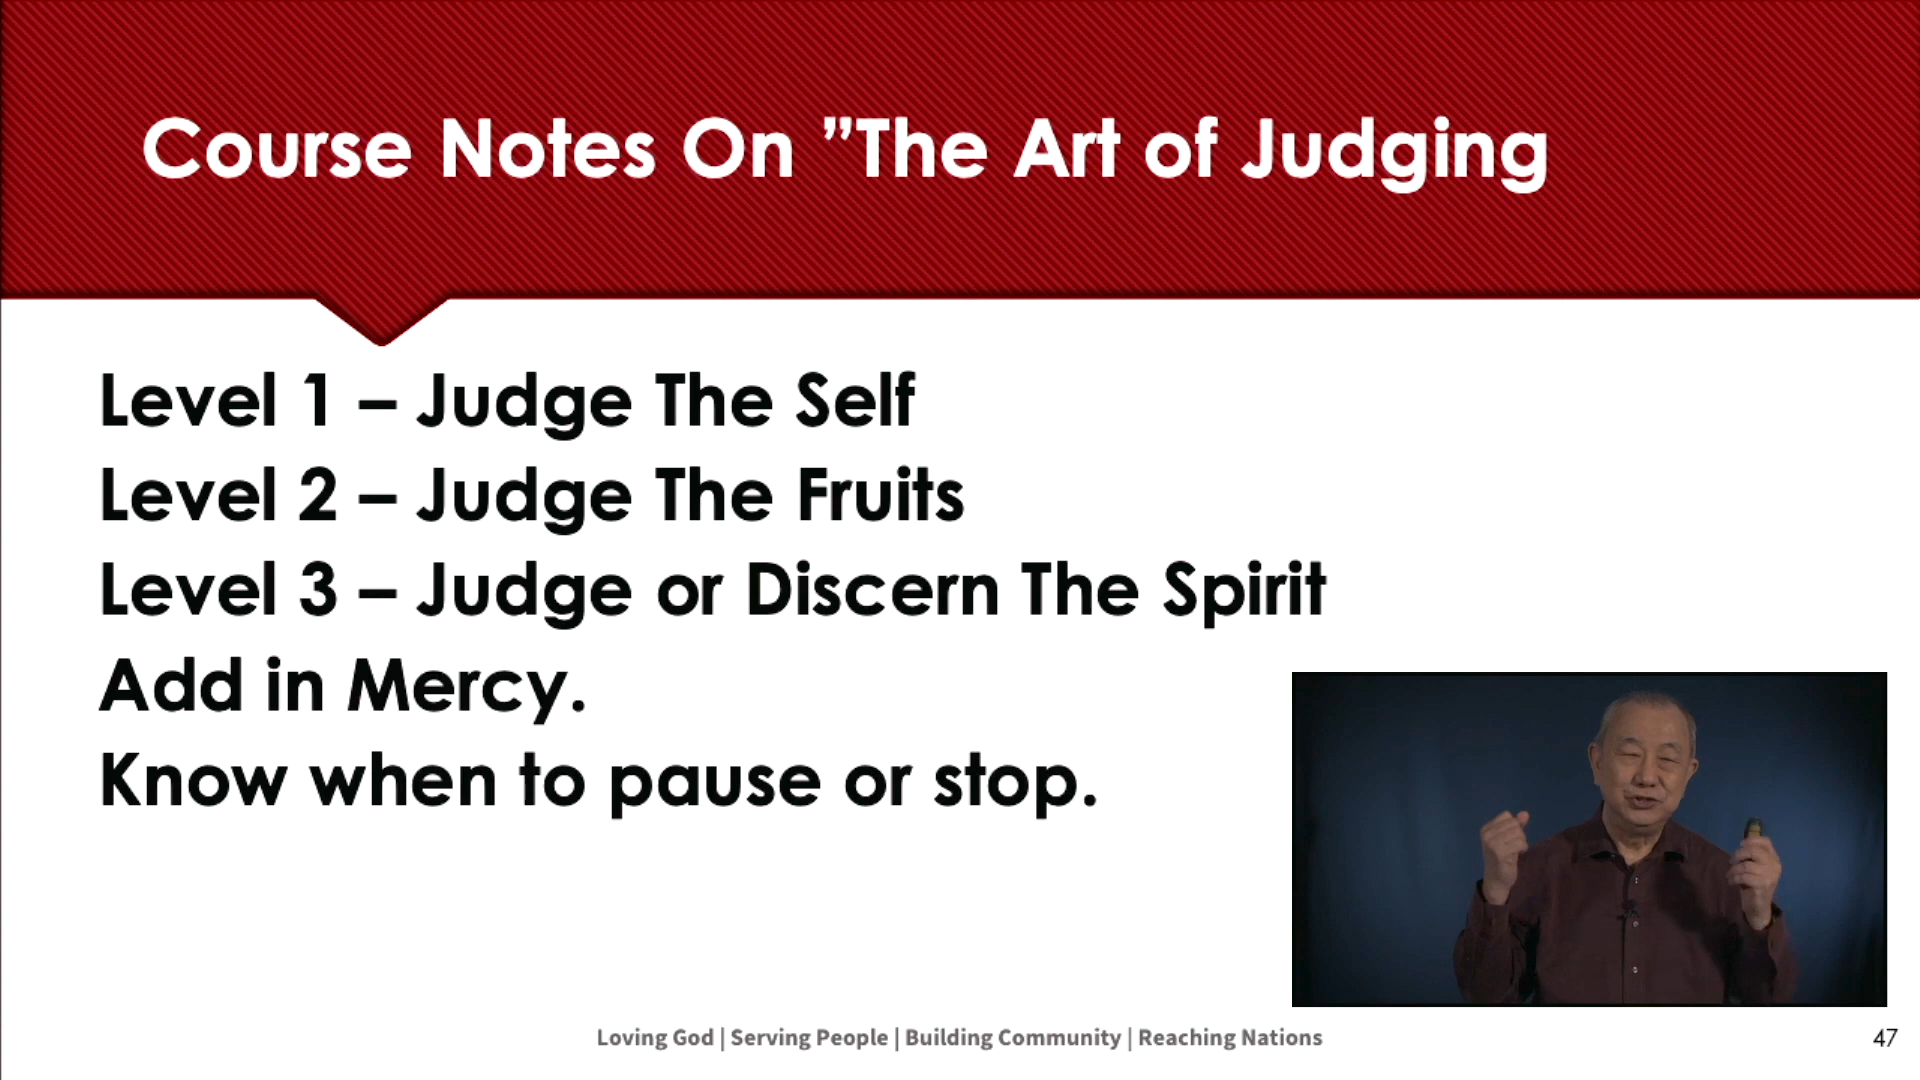 Course Notes On ”The Art of Judging
Level 1 – Judge The Self
Level 2 – Judge The Fruits
Level 3 – Judge or Discern The Spirit
Add in Mercy.
Know when to pause or stop.
Loving God | Serving People | Building Community | Reaching Nations
47